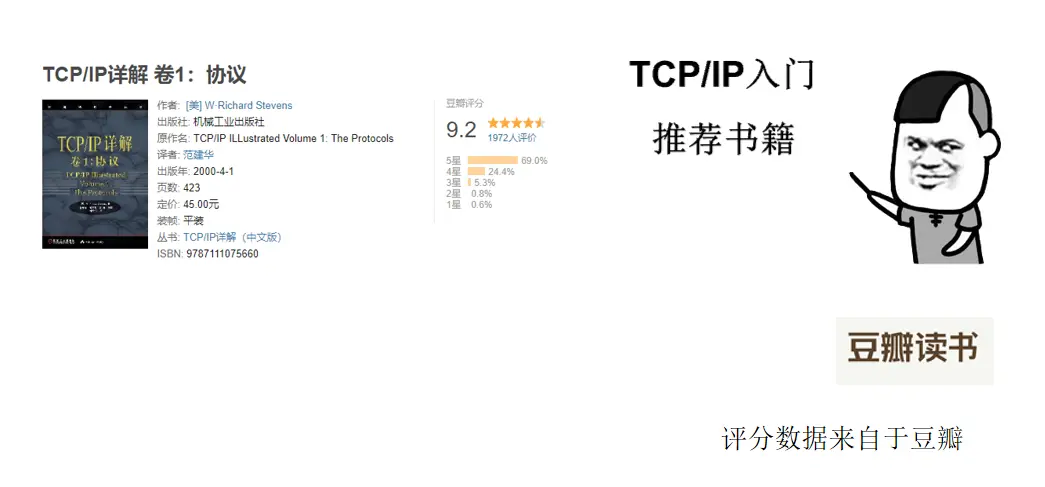 TCP/IP详解 卷1：协议
作者: [美] W·Richard Stevens
出版社: 机械工业出版社
原作名: TCP/IP ILLustrated Volume 1: The Protocols
译者: 范建华
出版年: 2000-4-1
页数: 423
定价: 45.00元
装帧: 平装
丛书: TCP/IP详解（中文版）
ISBN: 9787111075660
TCP/IP 详解
卷1:协议
TCP/IP Illustrated
Volume 1:
The Protocols
豆瓣评分
9.2
1972人评价
5星 69.0%
4星 24.4%
3星 5.3%
2星 0.8%
1星 0.6%
TCP/IP入门
推荐书籍
豆瓣读书
评分数据来自于豆瓣